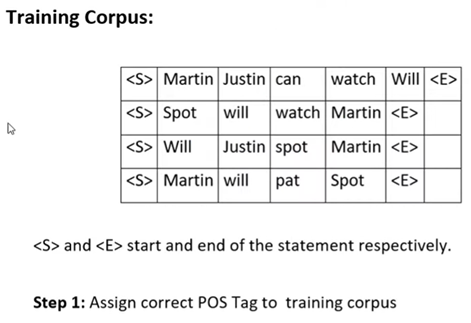 Training Corpus:
<S> Martin Justin can watch Will <E>
<S> Spot will watch Martin <E>
<S> Will Justin spot Martin <E>
<S> Martin will pat Spot <E>
<S> and <E> start and end of the statement respectively.
Step 1: Assign correct POS Tag to training corpus